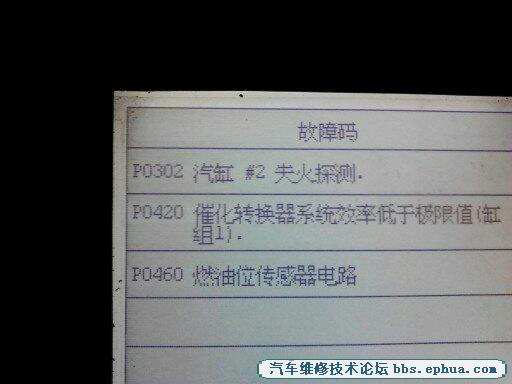 故障码
P0302 汽缸 #2 失火探测.
P0420 催化转换器系统效率低于极限值(缸
组1).
P0460 燃油位传感器电路
汽车维修技术论坛 bbs.ephua.com